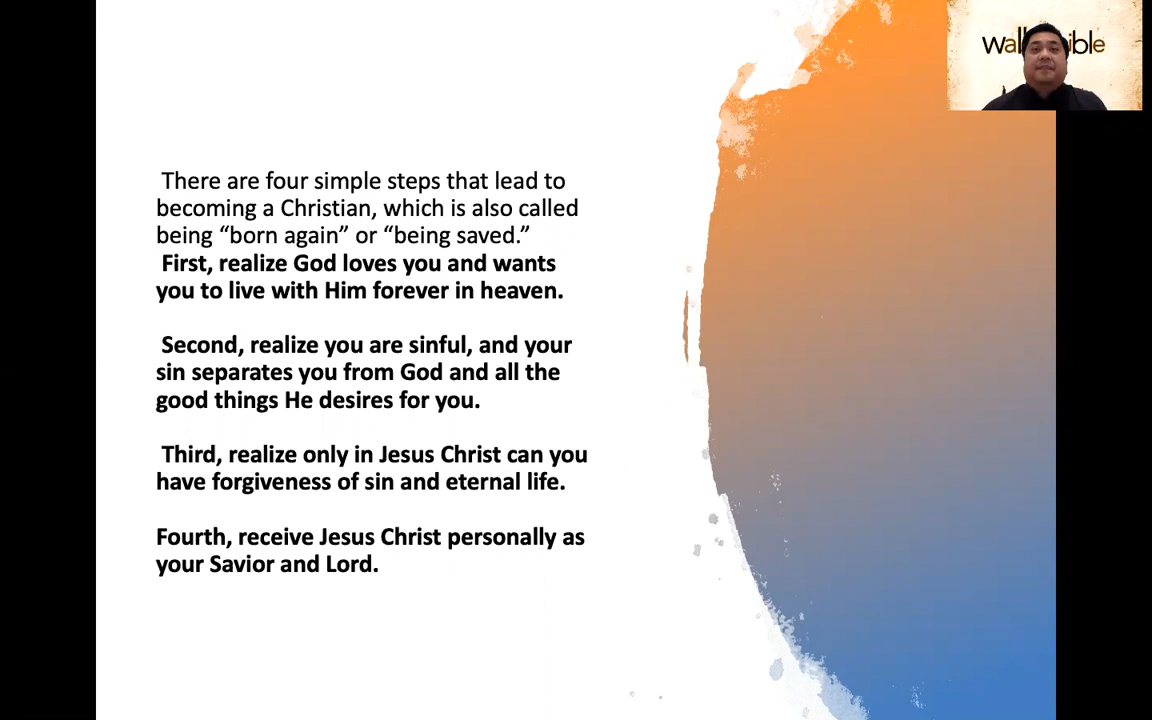 There are four simple steps that lead to
becoming a Christian, which is also called
being “born again” or “being saved.”
First, realize God loves you and wants
you to live with Him forever in heaven.
Second, realize you are sinful, and your
sin separates you from God and all the
good things He desires for you.
Third, realize only in Jesus Christ can you
have forgiveness of sin and eternal life.
Fourth, receive Jesus Christ personally as
your Savior and Lord.